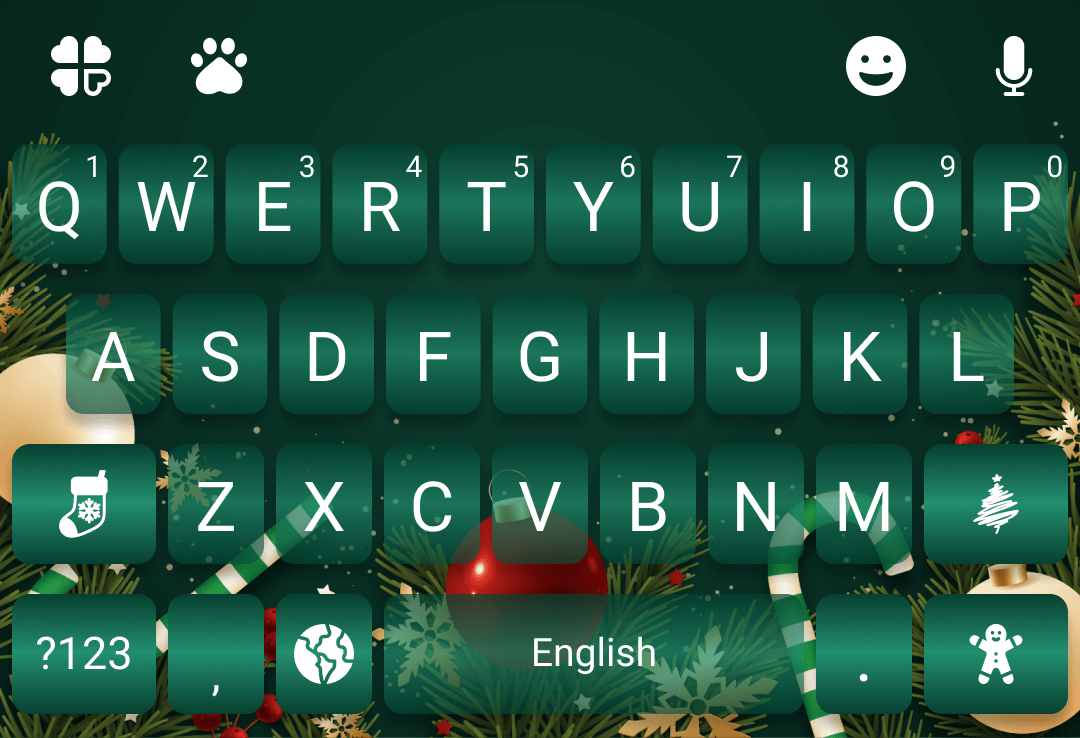 1 2 3 4 5 6 7 8 9 0
Q W E R T Y U I O P
A S D F G H J K L
Z X C V B N M
?123 , English .